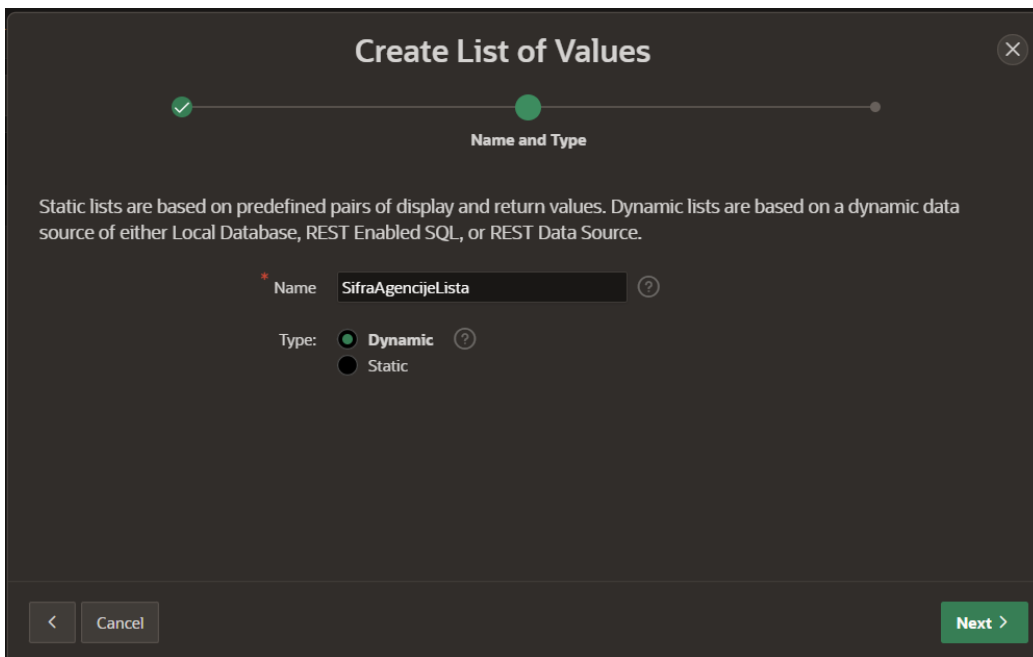 Create List of Values
Name and Type
Static lists are based on predefined pairs of display and return values. Dynamic lists are based on a dynamic data
source of either Local Database, REST Enabled SQL, or REST Data Source.
* Name SifraAgencijeLista ?
Type: Dynamic ?
Static
Cancel Next >